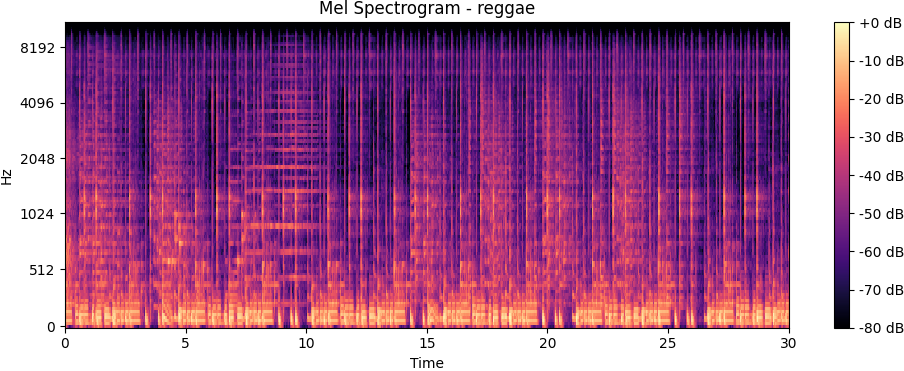 Mel Spectrogram - reggae
Hz
8192
4096
2048
1024
512
0
0 5 10 15 20 25 30
Time
+0 dB
-10 dB
-20 dB
-30 dB
-40 dB
-50 dB
-60 dB
-70 dB
-80 dB